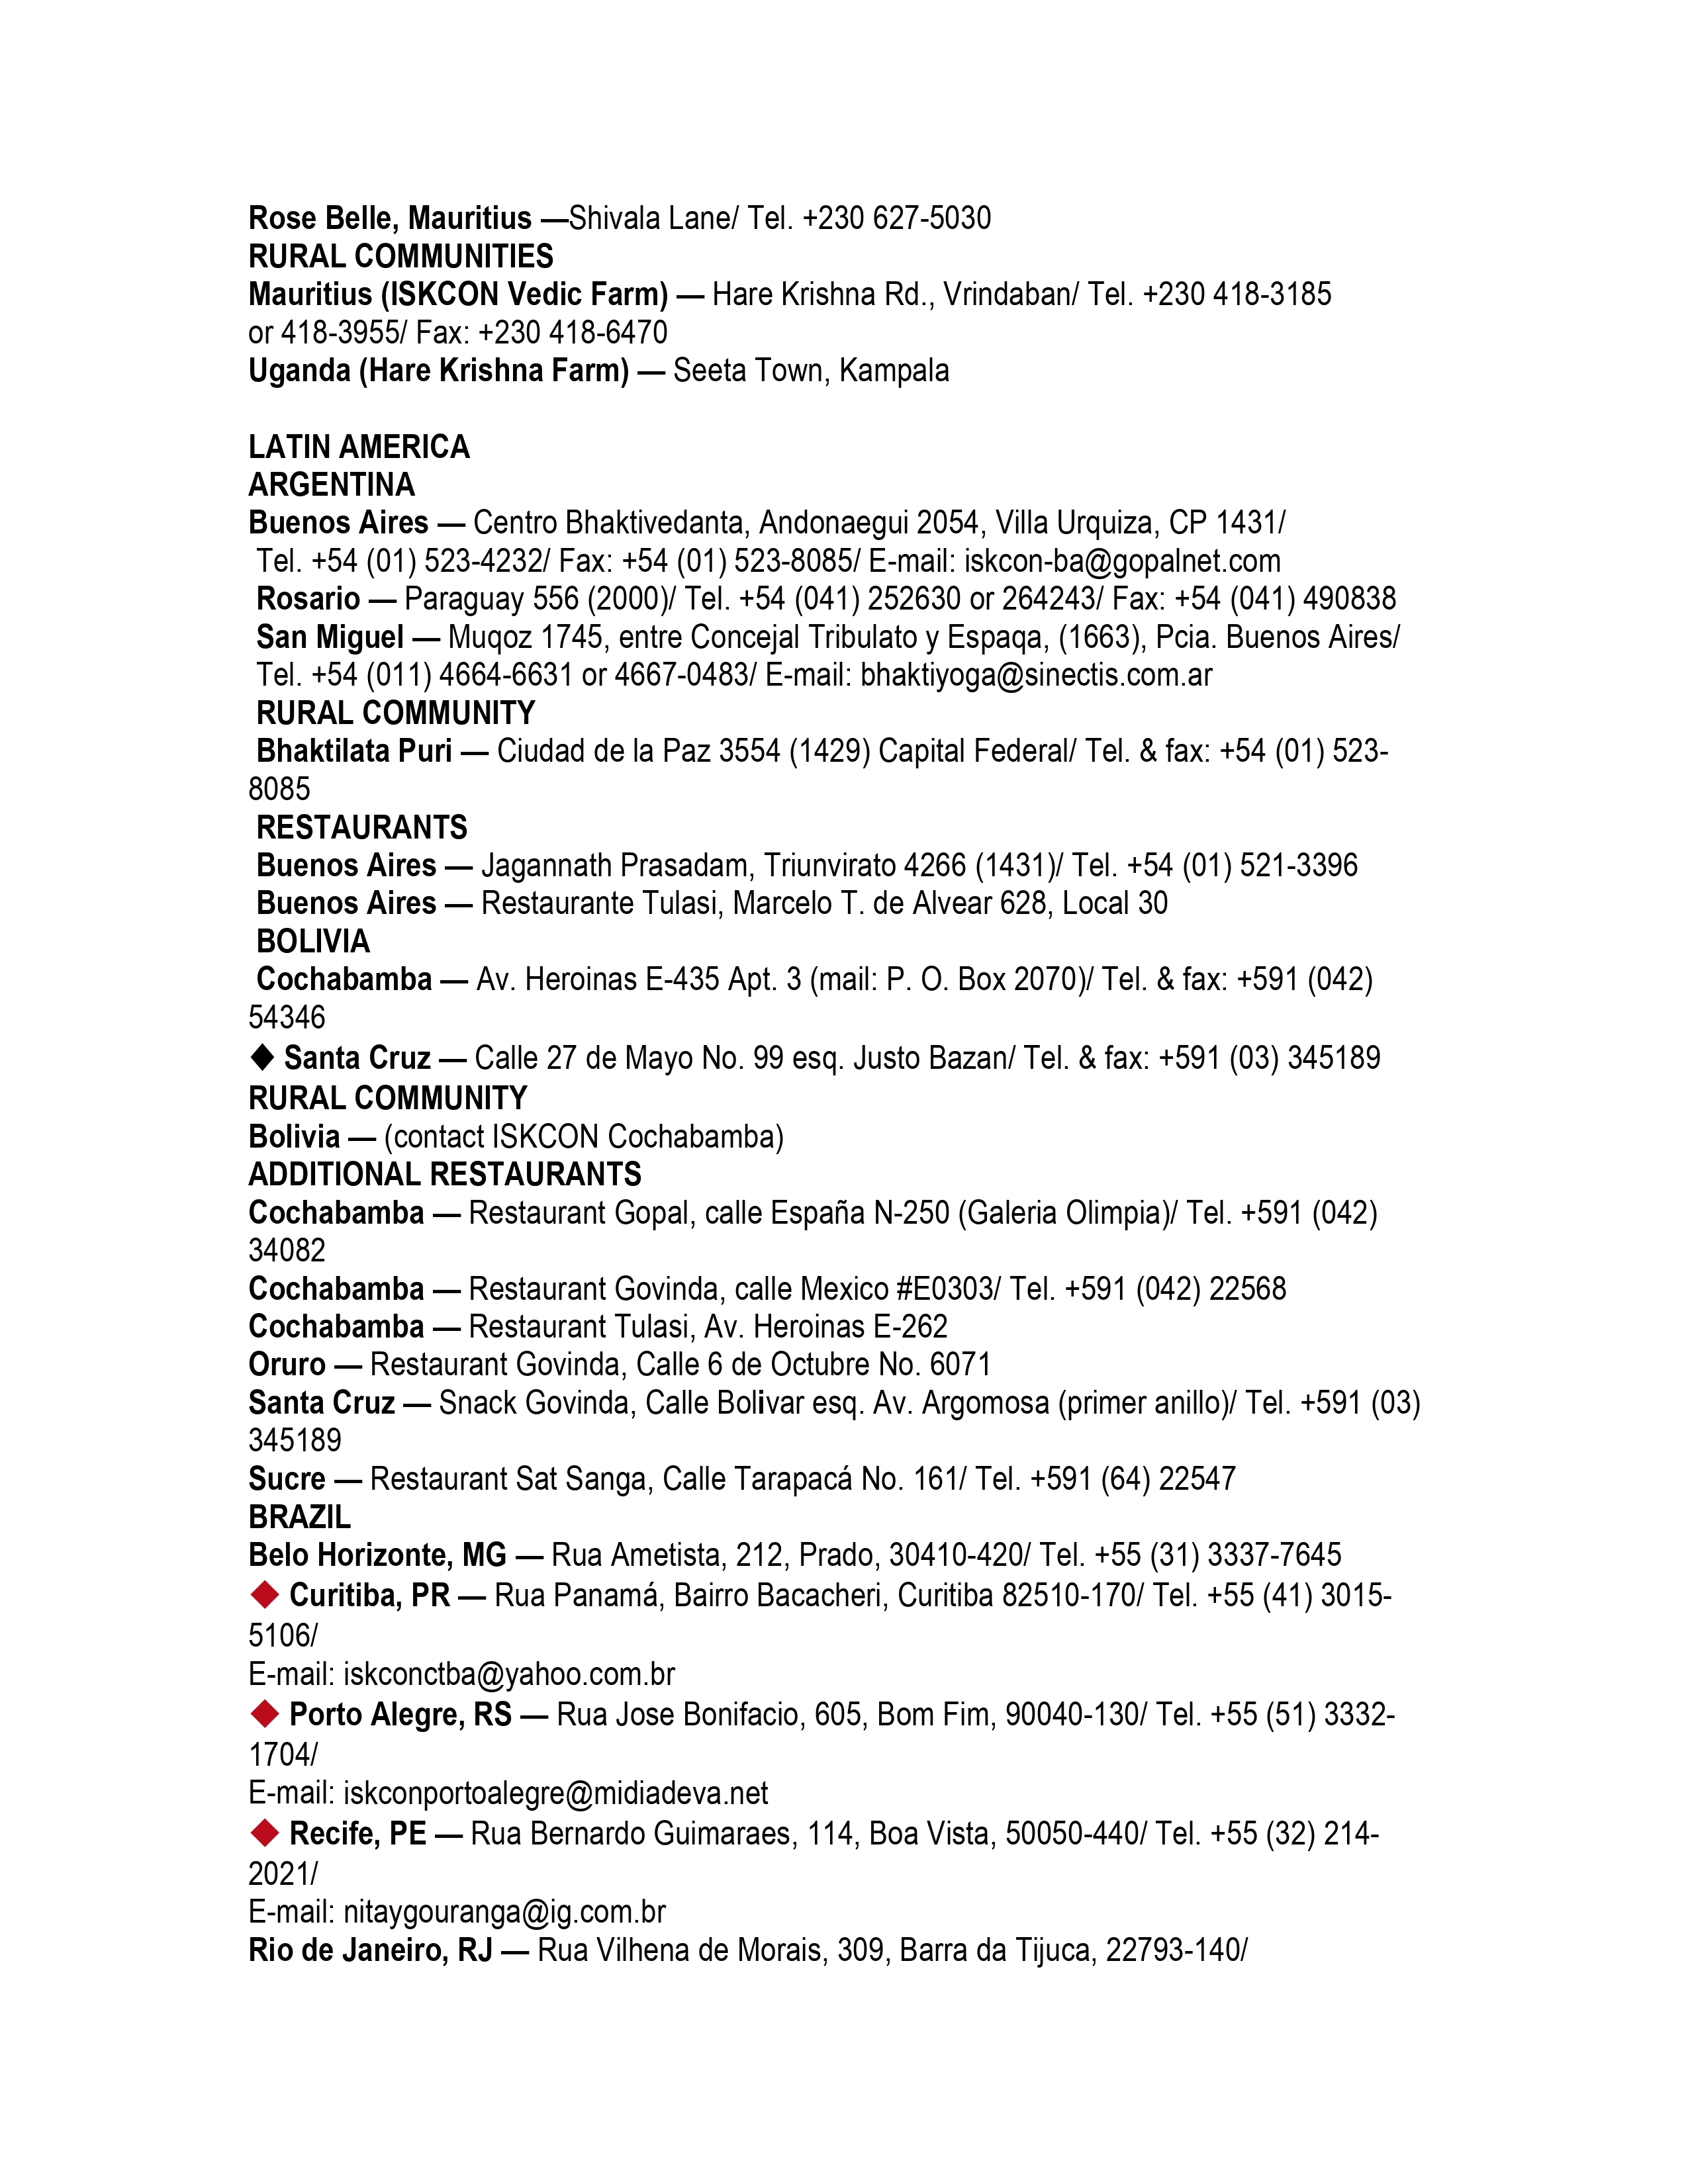 Rose Belle, Mauritius —Shivala Lane/ Tel. +230 627-5030
RURAL COMMUNITIES
Mauritius (ISKCON Vedic Farm) — Hare Krishna Rd., Vrindaban/ Tel. +230 418-3185
or 418-3955/ Fax: +230 418-6470
Uganda (Hare Krishna Farm) — Seeta Town, Kampala
LATIN AMERICA
ARGENTINA
Buenos Aires — Centro Bhaktivedanta, Andonaegui 2054, Villa Urquiza, CP 1431/
Tel. +54 (01) 523-4232/ Fax: +54 (01) 523-8085/ E-mail: iskcon-ba@gopalnet.com
Rosario — Paraguay 556 (2000)/ Tel. +54 (041) 252630 or 264243/ Fax: +54 (041) 490838
San Miguel — Muqoz 1745, entre Concejal Tribulato y Espaqa, (1663), Pcia. Buenos Aires/
Tel. +54 (011) 4664-6631 or 4667-0483/ E-mail: bhaktiyoga@sinectis.com.ar
RURAL COMMUNITY
Bhaktilata Puri — Ciudad de la Paz 3554 (1429) Capital Federal/ Tel. & fax: +54 (01) 523-
8085
RESTAURANTS
Buenos Aires — Jagannath Prasadam, Triunvirato 4266 (1431)/ Tel. +54 (01) 521-3396
Buenos Aires — Restaurante Tulasi, Marcelo T. de Alvear 628, Local 30
BOLIVIA
Cochabamba — Av. Heroinas E-435 Apt. 3 (mail: P. O. Box 2070)/ Tel. & fax: +591 (042)
54346
♦ Santa Cruz — Calle 27 de Mayo No. 99 esq. Justo Bazan/ Tel. & fax: +591 (03) 345189
RURAL COMMUNITY
Bolivia — (contact ISKCON Cochabamba)
ADDITIONAL RESTAURANTS
Cochabamba — Restaurant Gopal, calle España N-250 (Galeria Olimpia)/ Tel. +591 (042)
34082
Cochabamba — Restaurant Govinda, calle Mexico #E0303/ Tel. +591 (042) 22568
Cochabamba — Restaurant Tulasi, Av. Heroinas E-262
Oruro — Restaurant Govinda, Calle 6 de Octubre No. 6071
Santa Cruz — Snack Govinda, Calle Bolivar esq. Av. Argomosa (primer anillo)/ Tel. +591 (03)
345189
Sucre — Restaurant Sat Sanga, Calle Tarapacá No. 161/ Tel. +591 (64) 22547
BRAZIL
Belo Horizonte, MG — Rua Ametista, 212, Prado, 30410-420/ Tel. +55 (31) 3337-7645
◆ Curitiba, PR — Rua Panamá, Bairro Bacacheri, Curitiba 82510-170/ Tel. +55 (41) 3015-
5106/
E-mail: iskconctba@yahoo.com.br
◆ Porto Alegre, RS — Rua Jose Bonifacio, 605, Bom Fim, 90040-130/ Tel. +55 (51) 3332-
1704/
E-mail: iskconportoalegre@midiadeva.net
◆ Recife, PE — Rua Bernardo Guimaraes, 114, Boa Vista, 50050-440/ Tel. +55 (32) 214-
2021/
E-mail: nitaygouranga@ig.com.br
Rio de Janeiro, RJ — Rua Vilhena de Morais, 309, Barra da Tijuca, 22793-140/